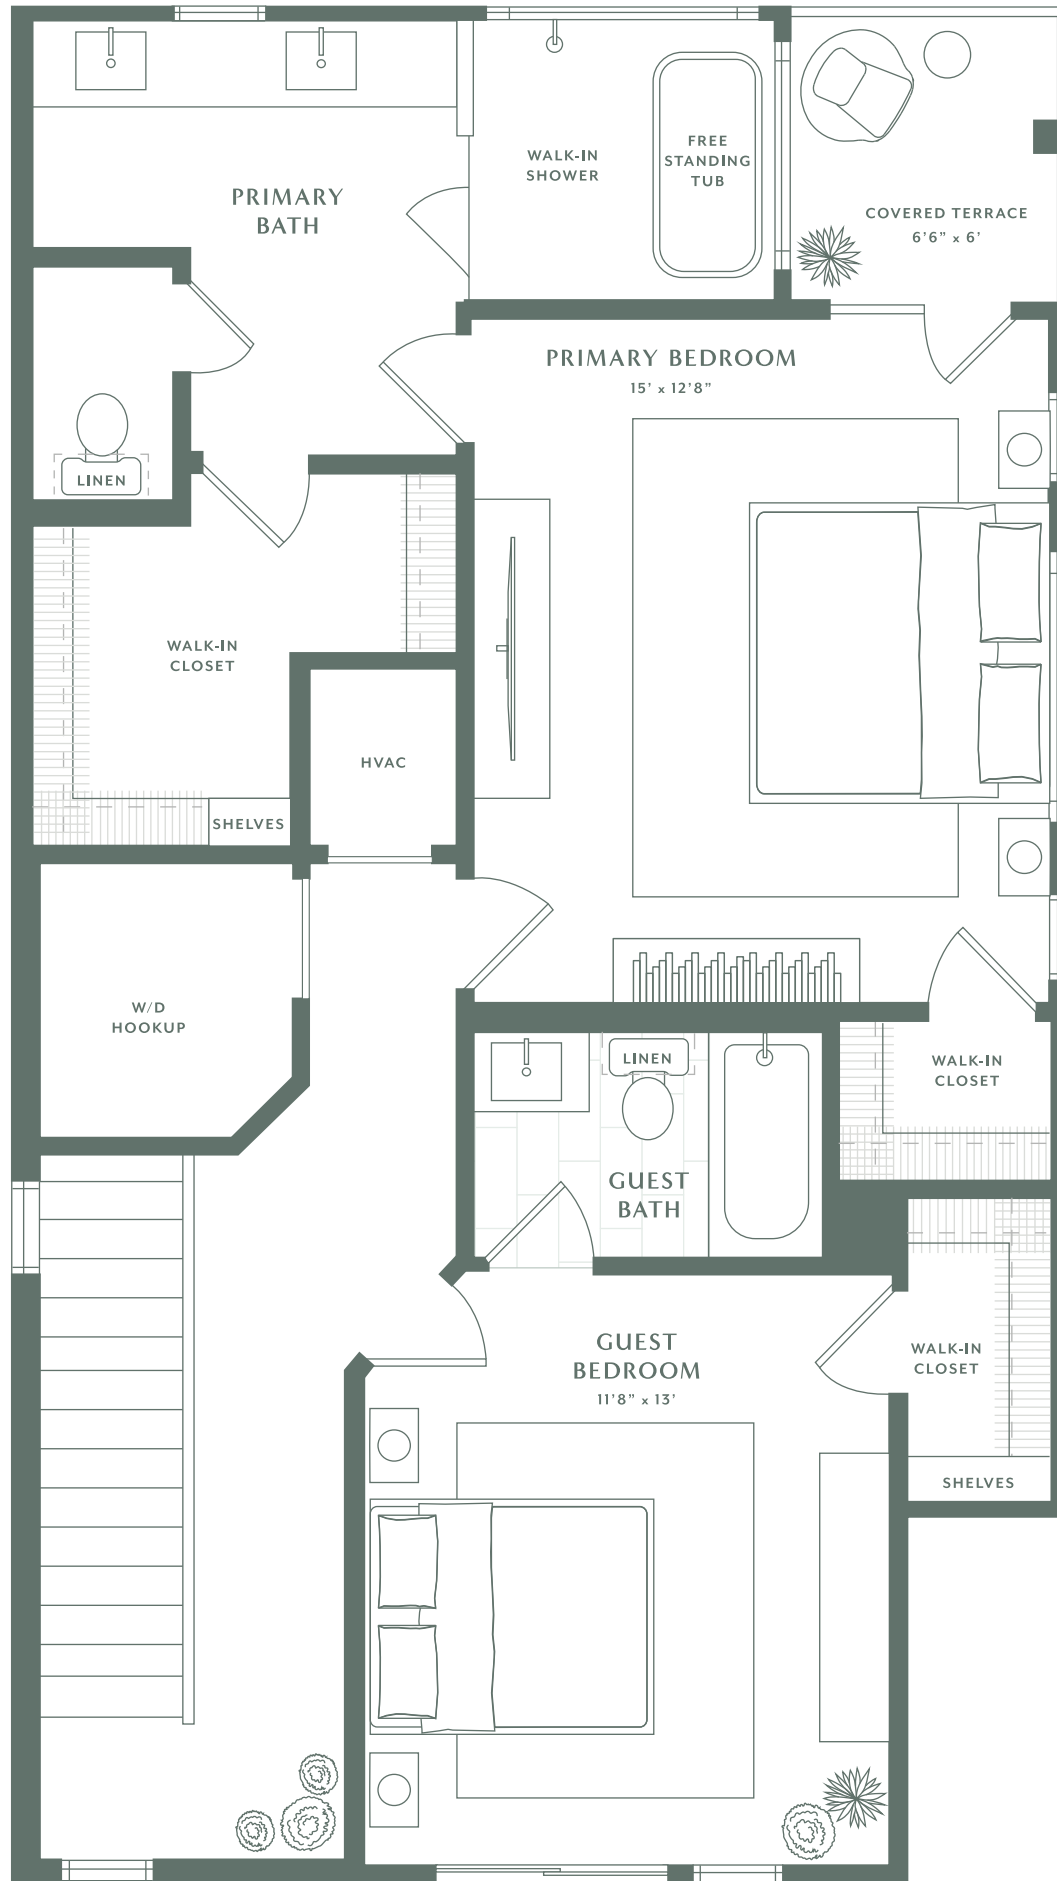 PRIMARY
BATH
WALK-IN
SHOWER
FREE
STANDING
TUB
COVERED TERRACE
6'6” x 6'
PRIMARY BEDROOM
15' x 12'8”
LINEN
WALK-IN
CLOSET
HVAC
SHELVES
W/D
HOOKUP
LINEN
GUEST
BATH
WALK-IN
CLOSET
GUEST
BEDROOM
11'8” x 13'
WALK-IN
CLOSET
SHELVES